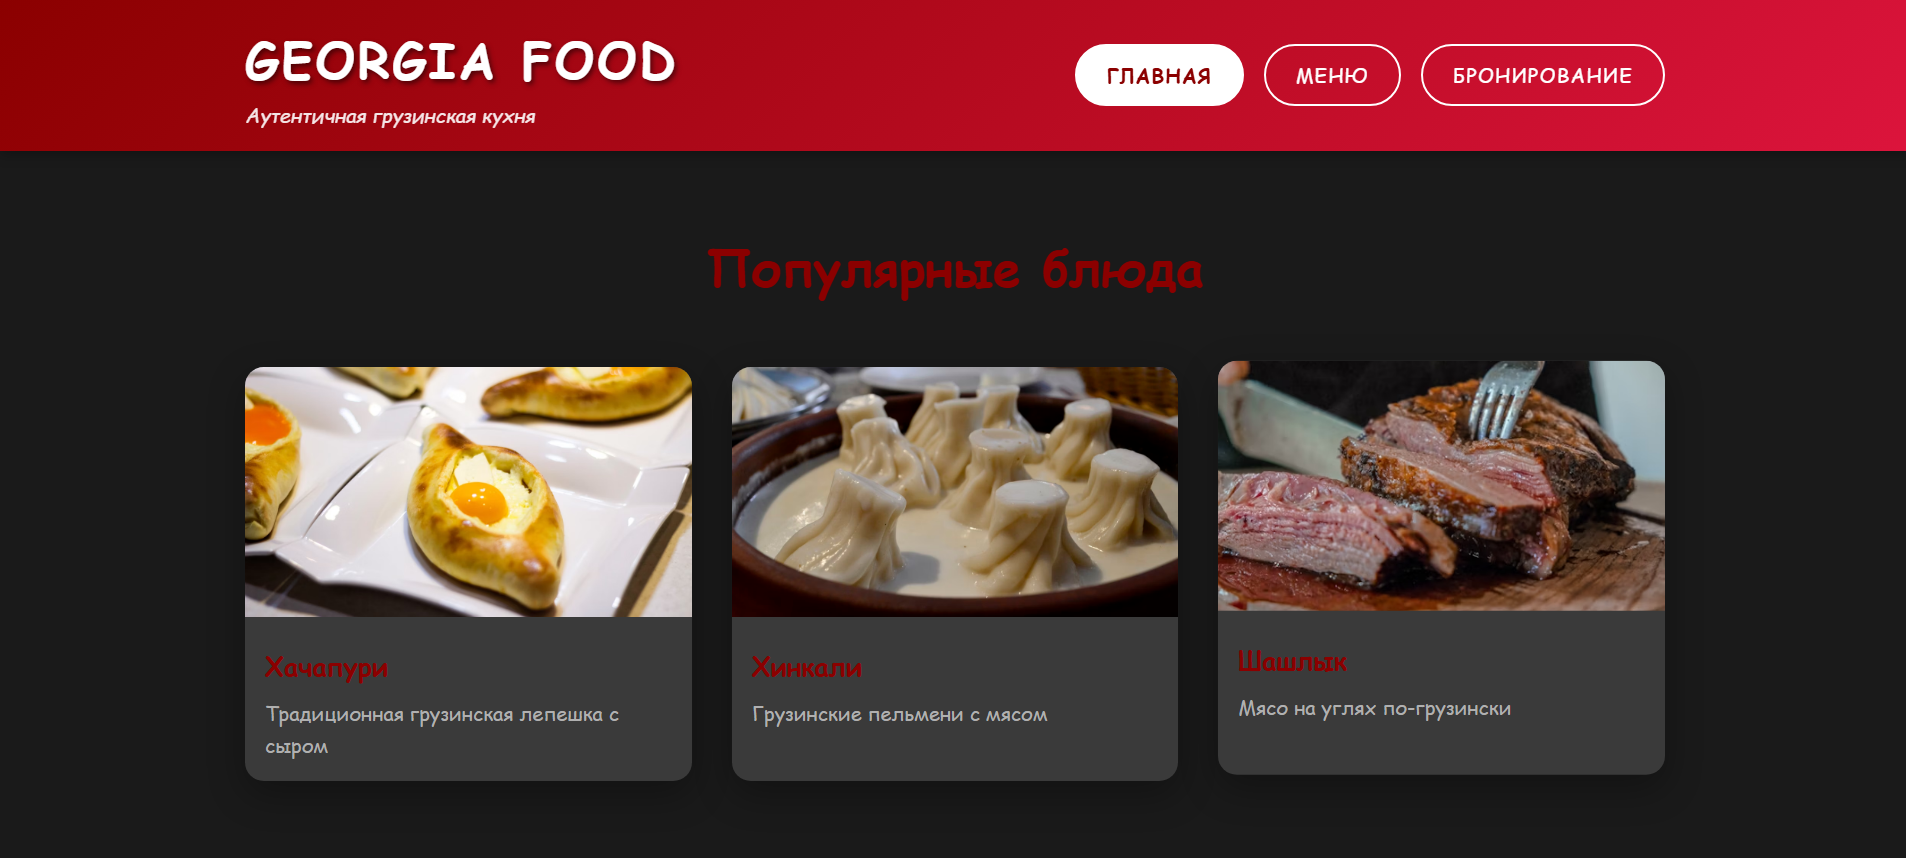 GEORGIA FOOD
Аутентичная грузинская кухня
ГЛАВНАЯ
МЕНЮ
БРОНИРОВАНИЕ
Популярные блюда
Хачапури
Традиционная грузинская лепешка с
сыром
Хинкали
Грузинские пельмени с мясом
Шашлык
Мясо на углях по-грузински